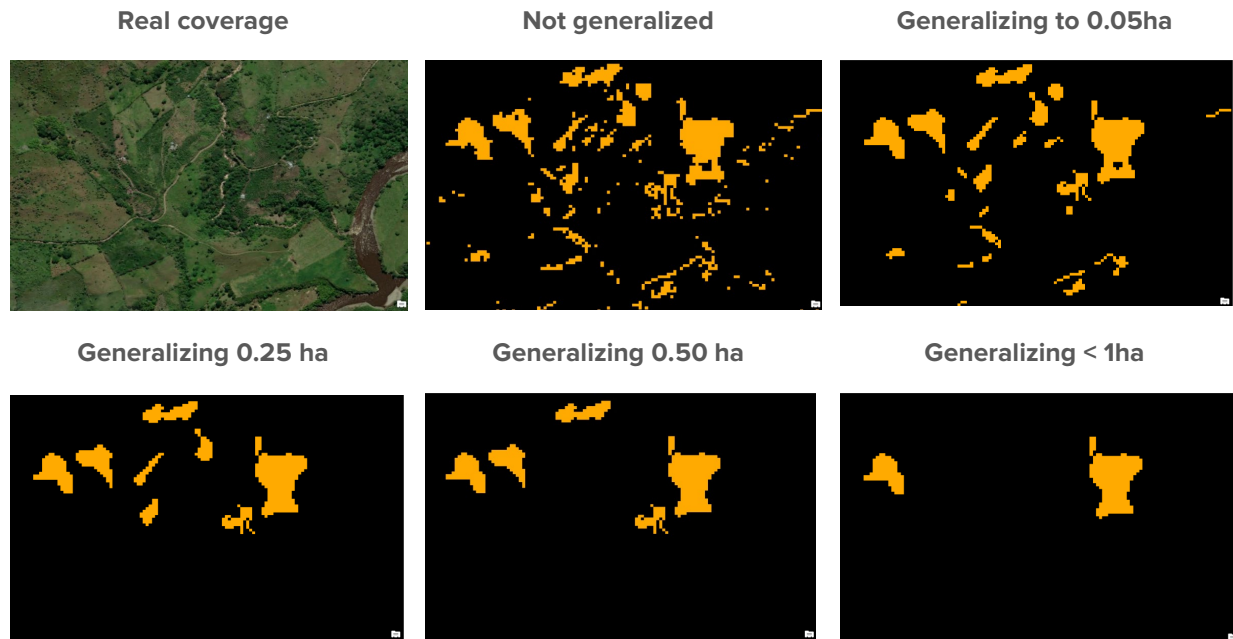 Real coverage
Not generalized
Generalizing to 0.05ha
Generalizing 0.25 ha
Generalizing 0.50 ha
Generalizing < 1ha